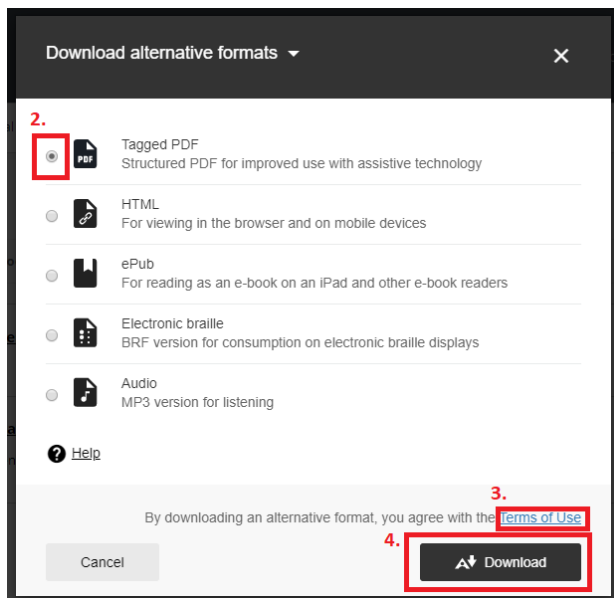 Download alternative formats
2.
Tagged PDF
PDF
Structured PDF for improved use with assistive technology
HTML
For viewing in the browser and on mobile devices
ePub
For reading as an e-book on an iPad and other e-book readers
Electronic braille
BRF version for consumption on electronic braille displays
Audio
MP3 version for listening
? Help
3.
By downloading an alternative format, you agree with the Terms of Use
4.
Cancel
A Download